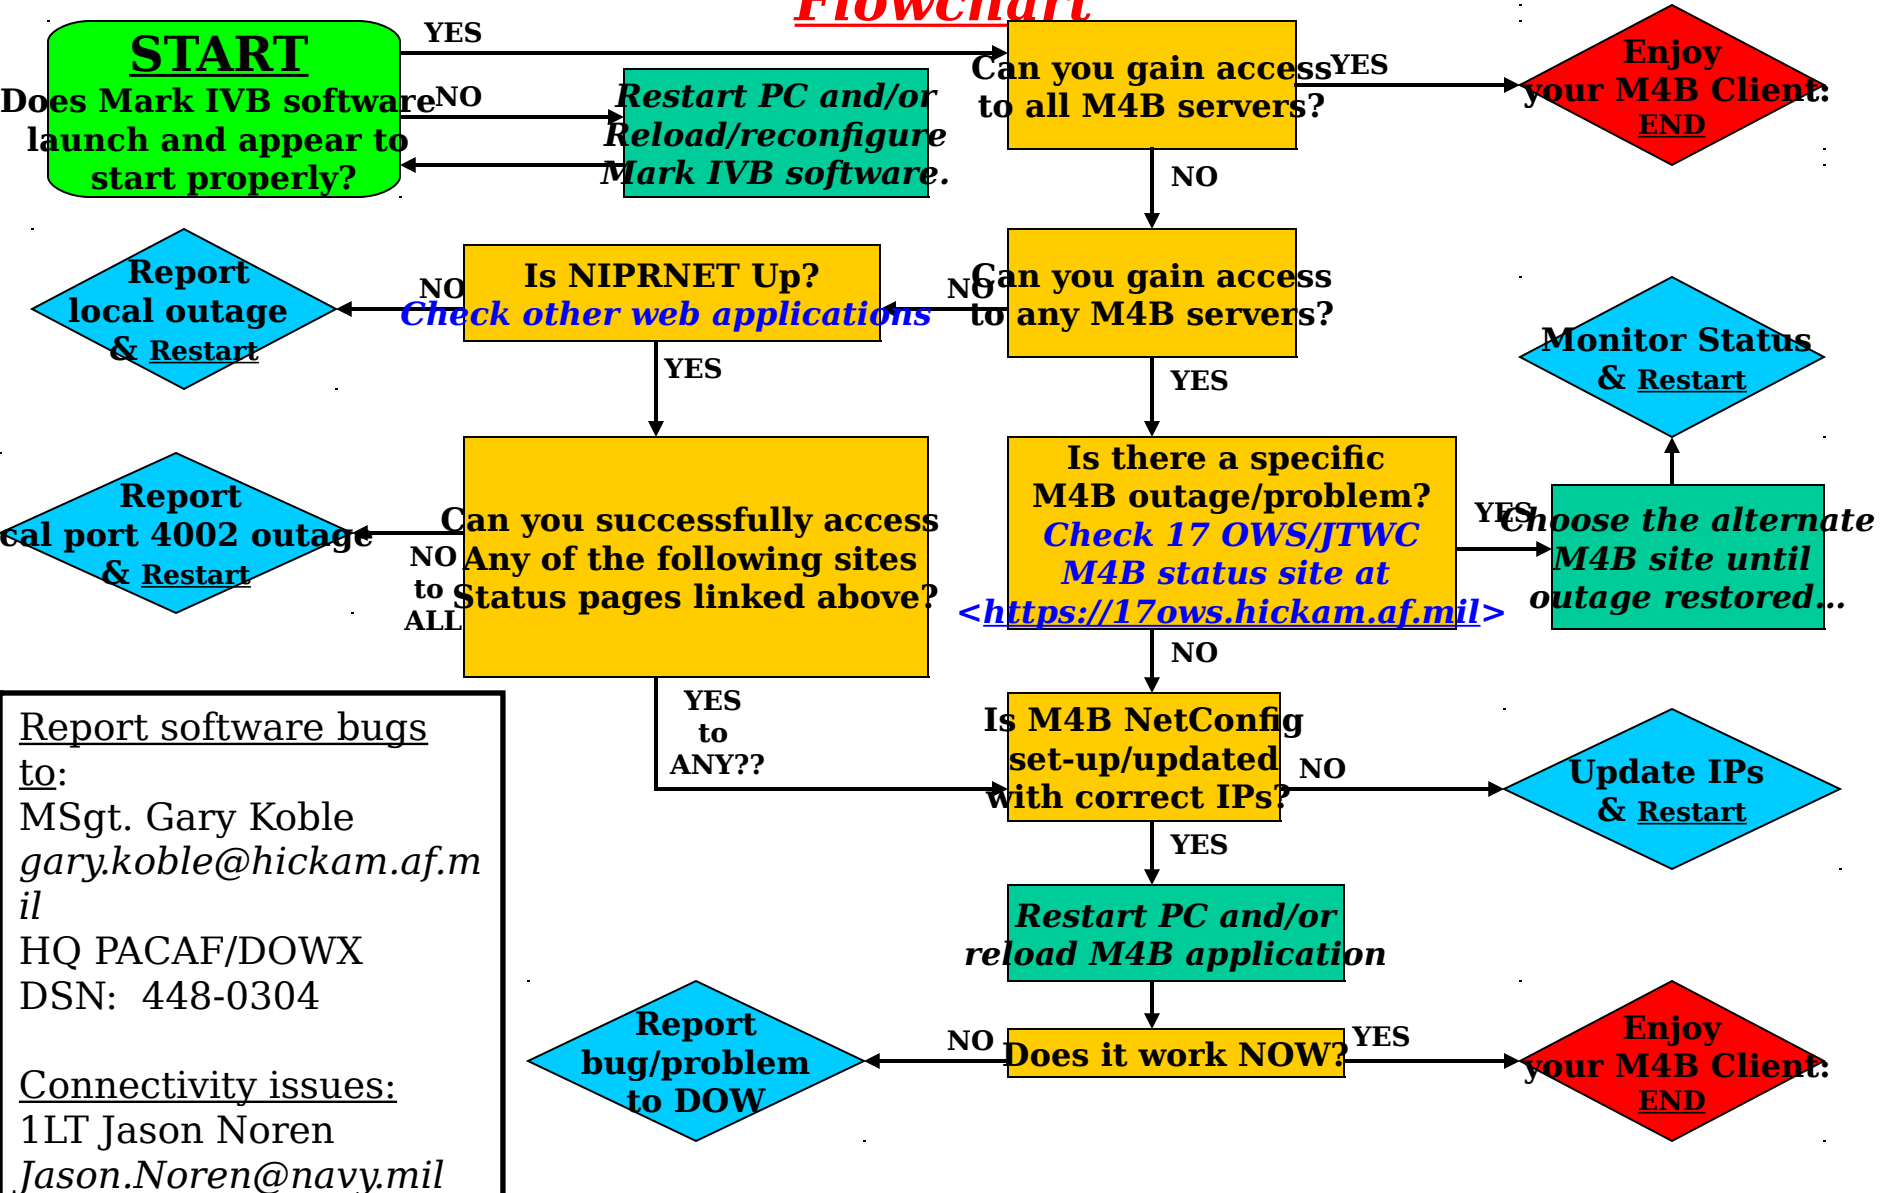 Flowchart
START
Does Mark IVB software
launch and appear to
start properly?
YES
NO
Restart PC and/or
Reload/reconfigure
Mark IVB software.
Can you gain access
to all M4B servers?
YES
Enjoy
your M4B Client:
END
NO
Report
local outage
& Restart
NO
Is NIPRNET Up?
Check other web applications
NO
Can you gain access
to any M4B servers?
Monitor Status
& Restart
YES
YES
Report
cal port 4002 outage
& Restart
NO
to
ALL
Can you successfully access
Any of the following sites
Status pages linked above?
Is there a specific
M4B outage/problem?
Check 17 OWS/JTWC
M4B status site at
<https://17ows.hickam.af.mil>
YES
Choose the alternate
M4B site until
outage restored…
NO
YES
to
ANY??
Is M4B NetConfig
set-up/updated
with correct IPs?
NO
Update IPs
& Restart
YES
Restart PC and/or
reload M4B application
Report
bug/problem
to DOW
NO
Does it work NOW?
YES
Enjoy
your M4B Client:
END
Report software bugs
to:
MSgt. Gary Koble
gary.koble@hickam.af.m
il
HQ PACAF/DOWX
DSN:  448-0304
Connectivity issues:
1LT Jason Noren
Jason.Noren@navy.mil